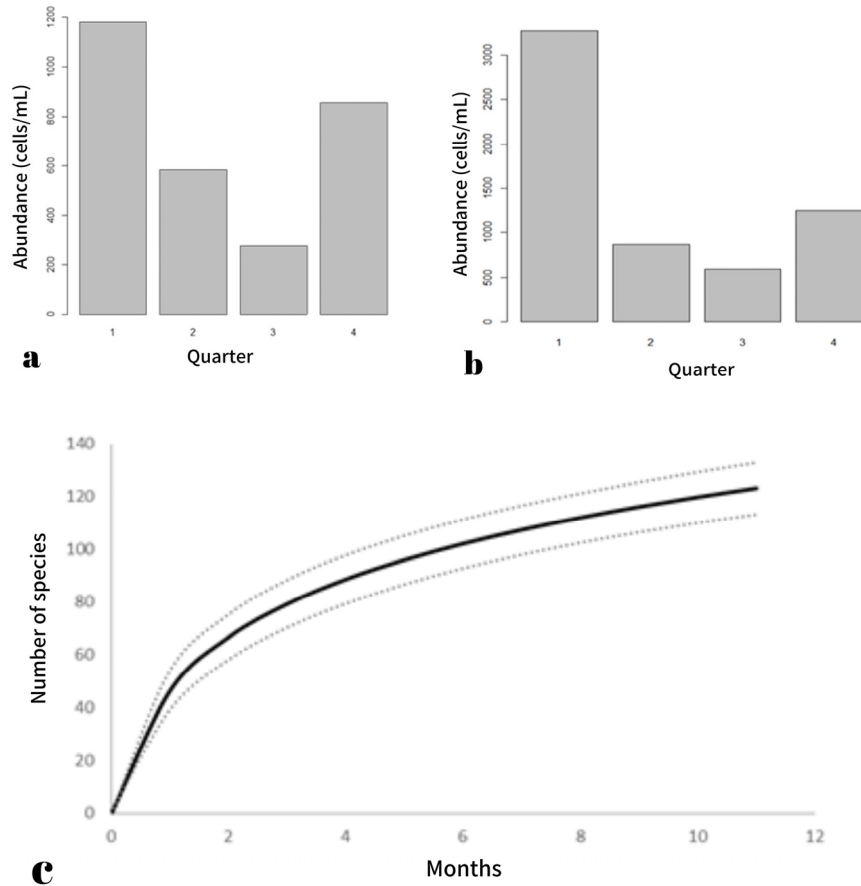 1200
1000
800
600
400
200
0
Abundance (cells/mL)
1 2 3 4
Quarter
a
3000
2500
2000
1500
1000
500
0
Abundance (cells/mL)
1 2 3 4
Quarter
b
140
120
100
80
60
40
20
0
Number of species
0 2 4 6 8 10 12
Months
c